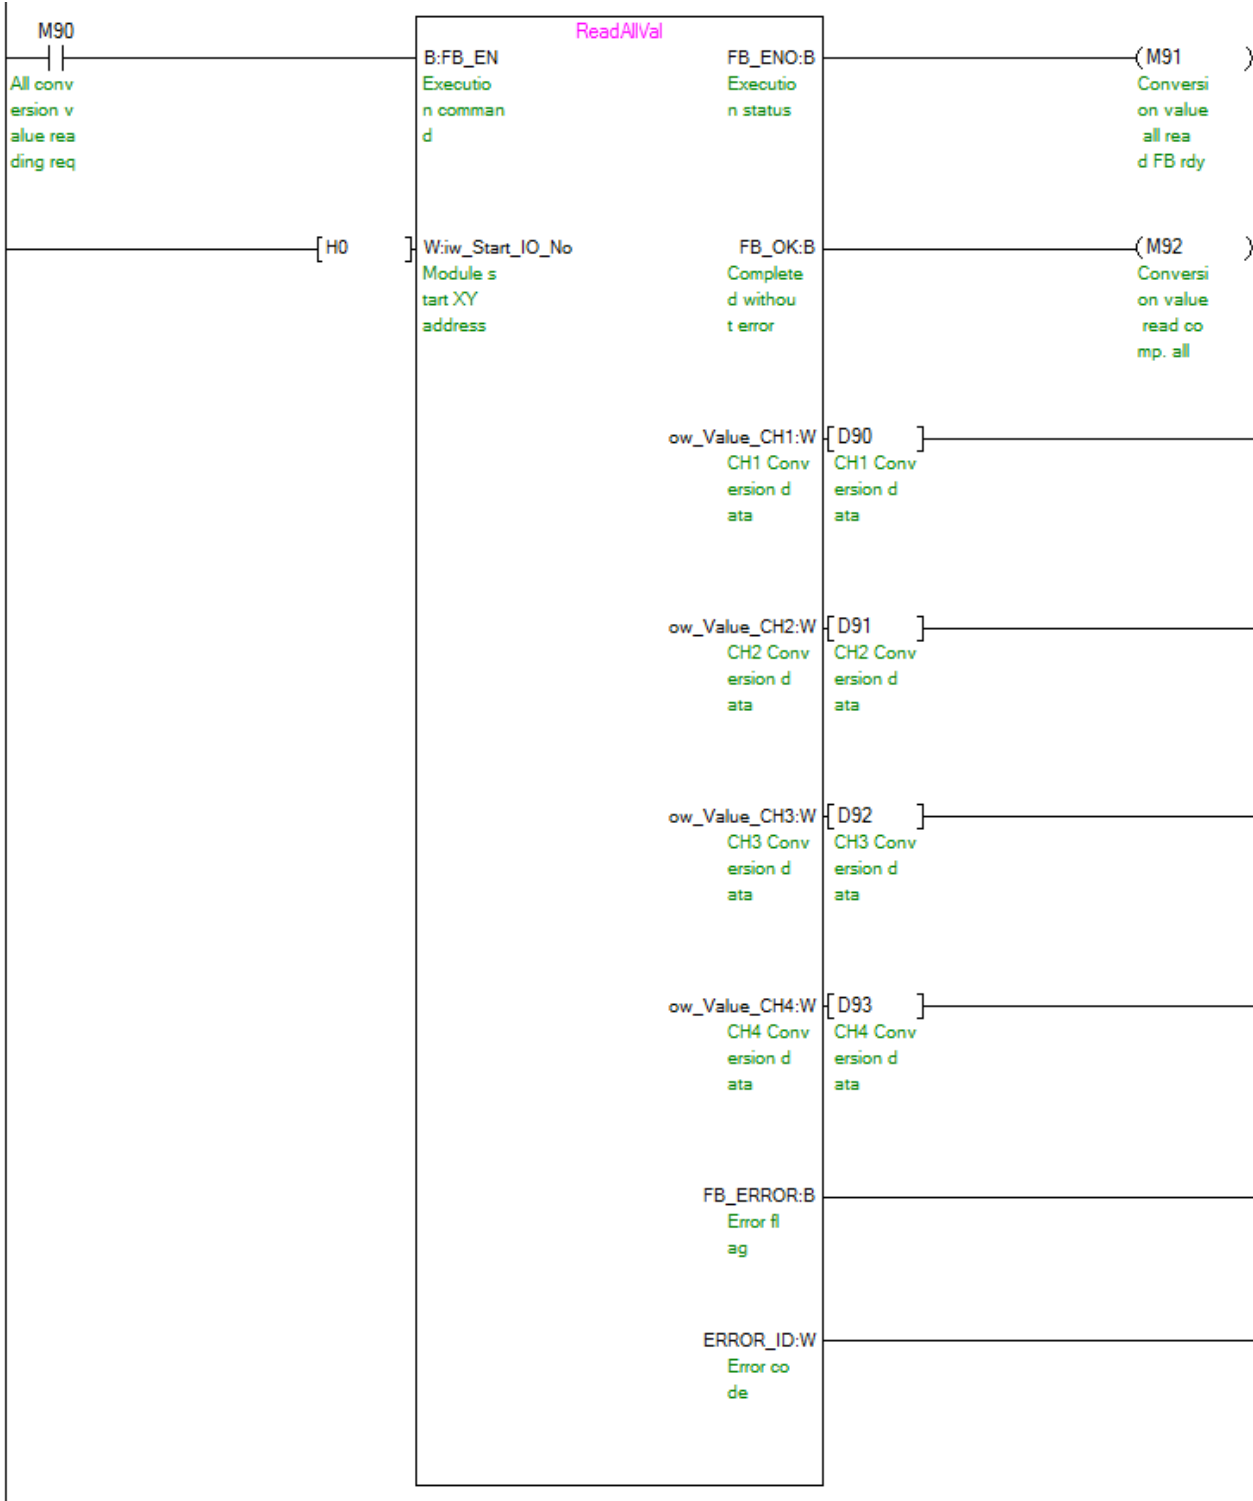 M90
All conv
ersion v
alue rea
ding req
ReadAllVal
B:FB_EN
Executio
n comman
d
FB_ENO:B
Executio
n status
M91
Conversi
on value
all rea
d FB rdy
H0
W:iw_Start_IO_No
Module s
tart XY
address
FB_OK:B
Complete
d withou
t error
M92
Conversi
on value
read co
mp. all
ow_Value_CH1:W
CH1 Conv
ersion d
ata
D90
CH1 Conv
ersion d
ata
ow_Value_CH2:W
CH2 Conv
ersion d
ata
D91
CH2 Conv
ersion d
ata
ow_Value_CH3:W
CH3 Conv
ersion d
ata
D92
CH3 Conv
ersion d
ata
ow_Value_CH4:W
CH4 Conv
ersion d
ata
D93
CH4 Conv
ersion d
ata
FB_ERROR:B
Error fl
ag
ERROR_ID:W
Error co
de